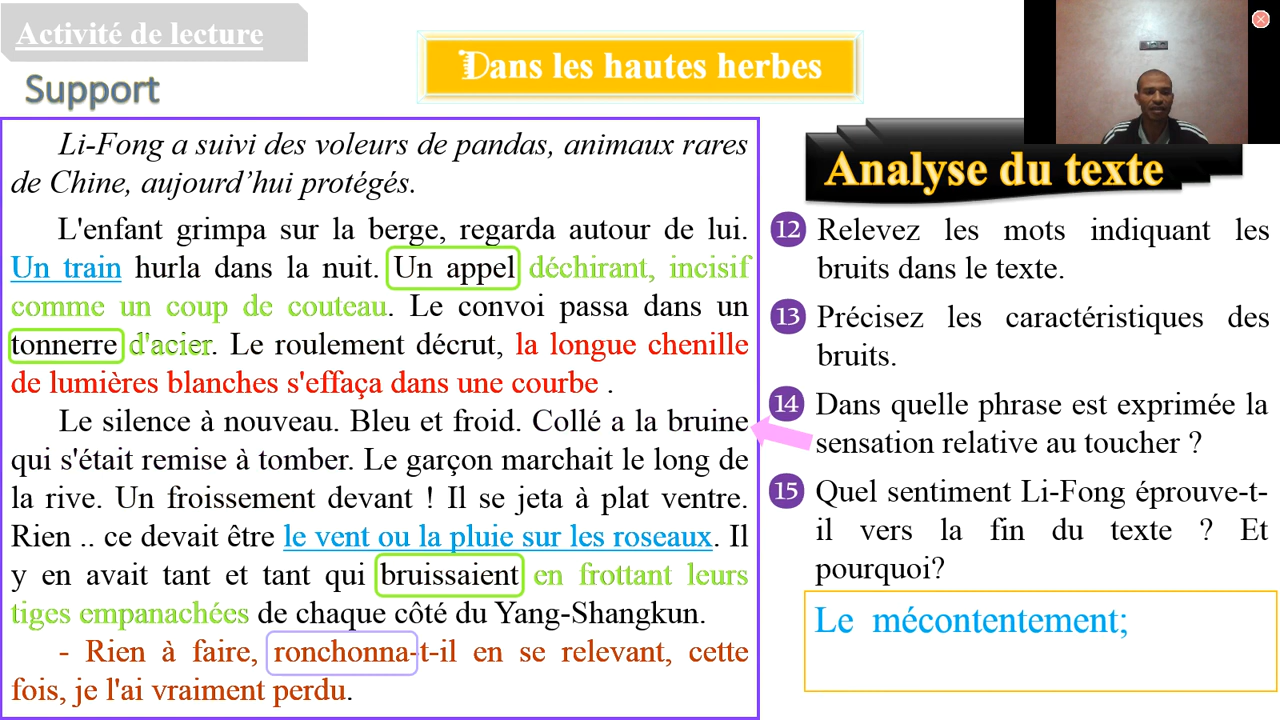 Activité de lecture
Support
Dans les hautes herbes
Li-Fong a suivi des voleurs de pandas, animaux rares
de Chine, aujourd’hui protégés.
L'enfant grimpa sur la berge, regarda autour de lui.
Un train hurla dans la nuit. Un appel déchirant, incisif
comme un coup de couteau. Le convoi passa dans un
tonnerre d'acier. Le roulement décrut, la longue chenille
de lumières blanches s'effaça dans une courbe .
Le silence à nouveau. Bleu et froid. Collé a la bruine
qui s'était remise à tomber. Le garçon marchait le long de
la rive. Un froissement devant ! Il se jeta à plat ventre.
Rien .. ce devait être le vent ou la pluie sur les roseaux. Il
y en avait tant et tant qui bruissaient en frottant leurs
tiges empanachées de chaque côté du Yang-Shangkun.
- Rien à faire, ronchonna-t-il en se relevant, cette
fois, je l'ai vraiment perdu.
Analyse du texte
12 Relevez les mots indiquant les
bruits dans le texte.
13 Précisez les caractéristiques des
bruits.
14 Dans quelle phrase est exprimée la
sensation relative au toucher ?
15 Quel sentiment Li-Fong éprouve-t-
il vers la fin du texte ? Et
pourquoi?
Le mécontentement;